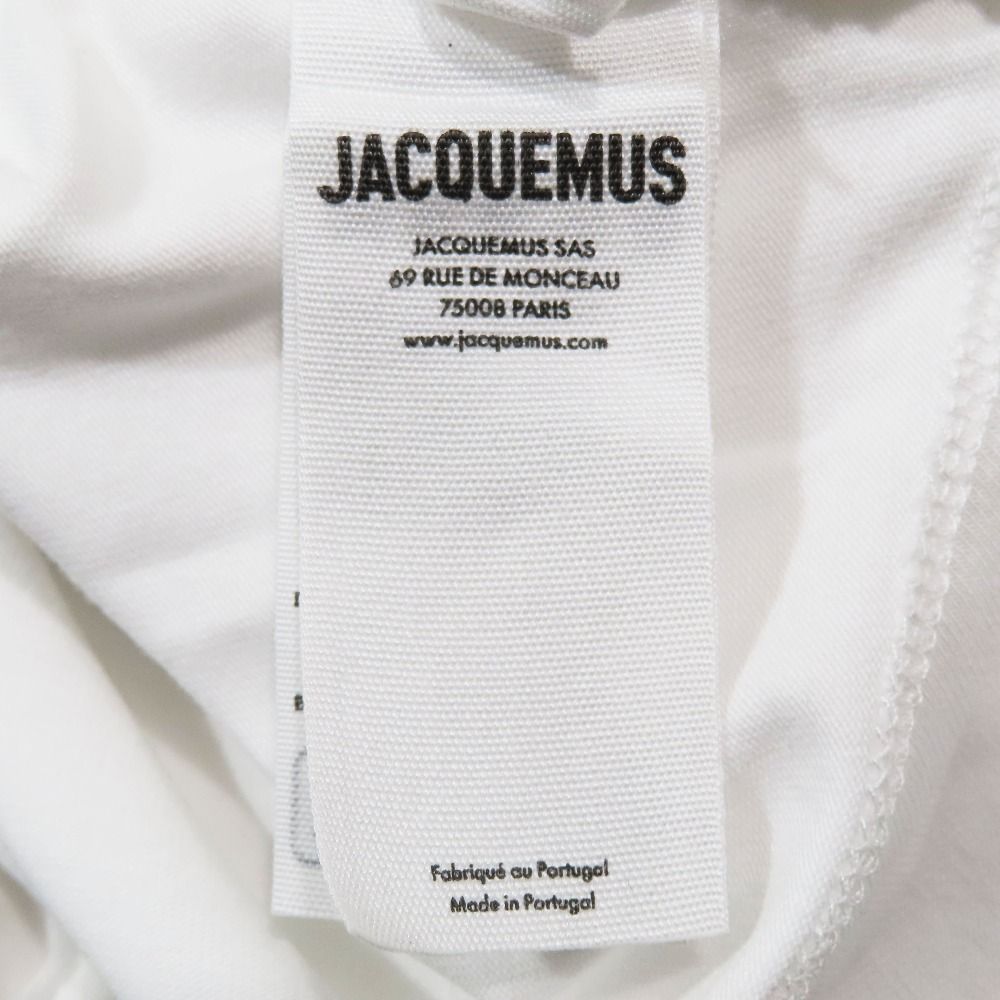 JACQUEMUS
JACQUEMUS SAS
69 RUE DE MONCEAU
75008 PARIS
www.jacquemus.com
Fabriqué au Portugal
Made in Portugal